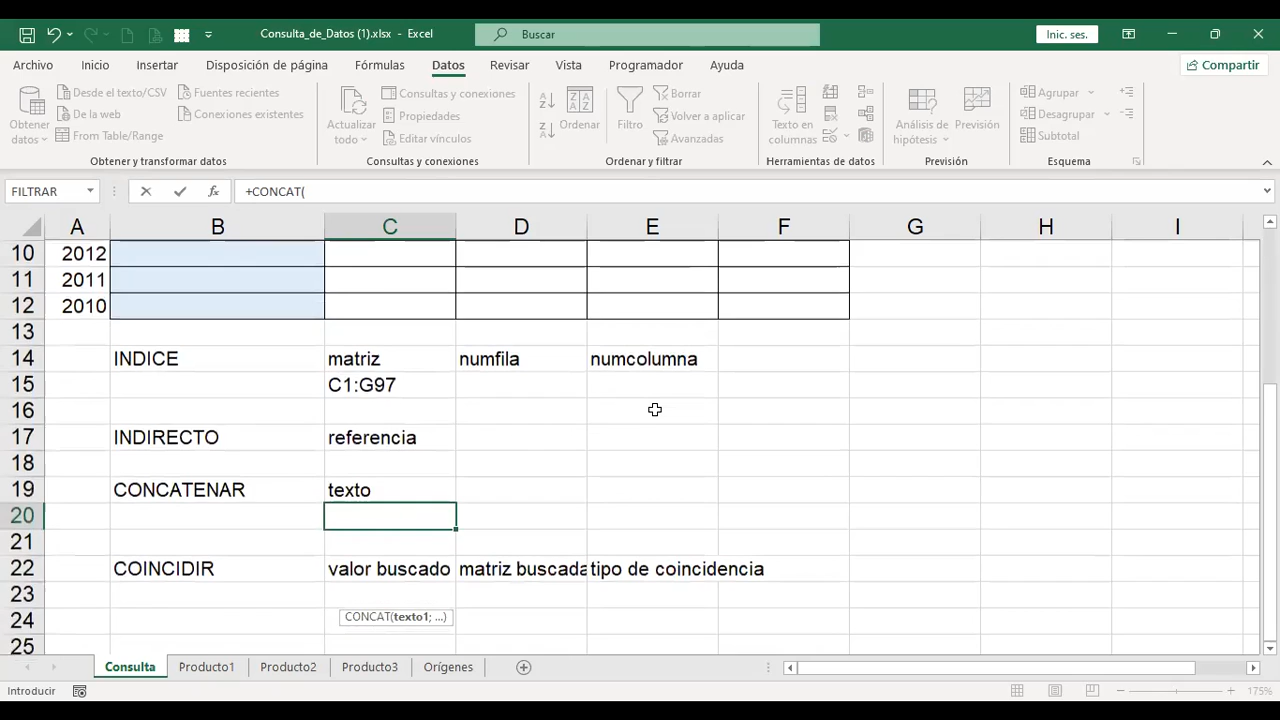 Consulta_de_Datos (1).xlsx - Excel
Buscar
Inic. ses.
Archivo Inicio Insertar Disposición de página Fórmulas Datos Revisar Vista Programador Ayuda
Compartir
Obtener datos
Desde el texto/CSV
De la web
From Table/Range
Fuentes recientes
Conexiones existentes
Obtener y transformar datos
Actualizar todo
Consultas y conexiones
Propiedades
Editar vínculos
Consultas y conexiones
Ordenar
Filtro
Borrar
Volver a aplicar
Avanzadas
Ordenar y filtrar
Texto en columnas
Herramientas de datos
Análisis de hipótesis
Previsión
Previsión
Agrupar
Desagrupar
Subtotal
Esquema
FILTRAR
fx
+CONCAT(
A B C D E F G H I
10 2012
11 2011
12 2010
13
14 INDICE matriz numfila numcolumna
15 C1:G97
16
17 INDIRECTO referencia
18
19 CONCATENAR texto
20
21
22 COINCIDIR valor buscado matriz buscada tipo de coincidencia
23
24
CONCAT(texto1; ...)
25
Consulta Producto1 Producto2 Producto3 Orígenes
Introducir
175%